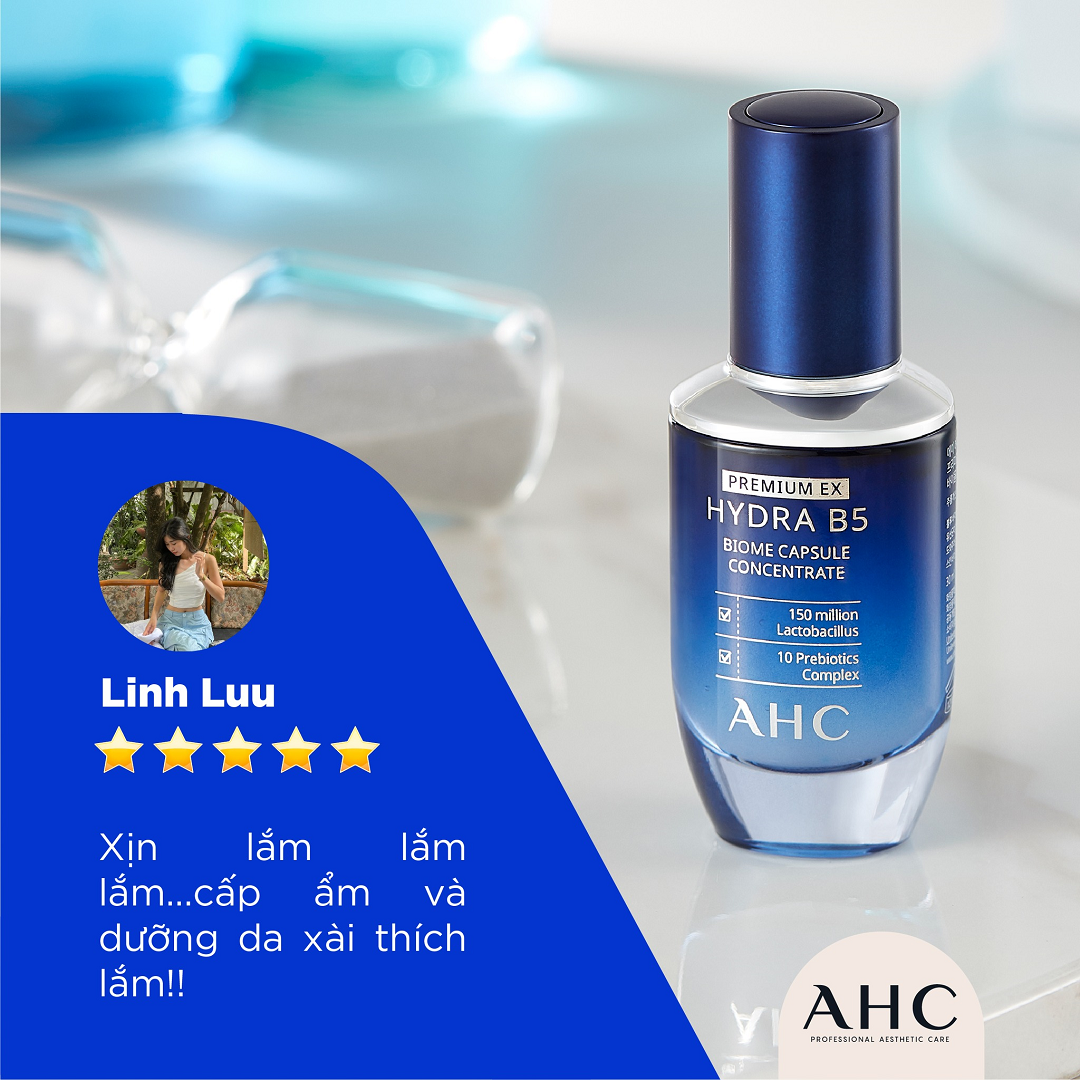 PREMIUM EX
HYDRA B5
BIOME CAPSULE
CONCENTRATE
150 million
Lactobacillus
10 Prebiotics
Complex
AHC
Linh Luu
Xịn lắm lắm
lắm...cấp ẩm và
dưỡng da xài thích
lắm!!
AHC
PROFESSIONAL AESTHETIC CARE